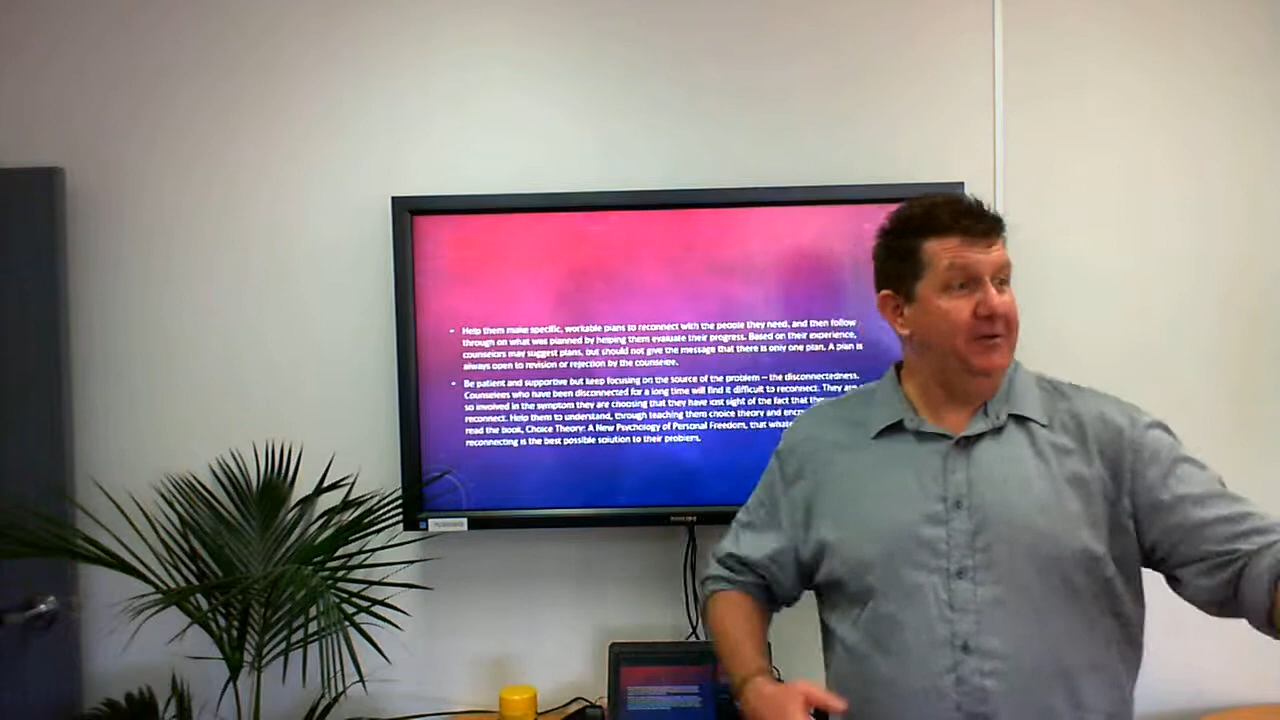 • Help them make specific, workable plans to reconnect with the people they need, and then follow
through on what was planned by helping them evaluate their progress. Based on their experience,
counselors may suggest plans, but should not give the message that there is only one plan. A plan is
always open to revision or rejection by the counselee.
• Be patient and supportive but keep focusing on the source of the problem – the disconnectedness.
Counselees who have been disconnected for a long time will find it difficult to reconnect. They are
so involved in the symptom they are choosing that they have lost sight of the fact that
reconnect. Help them to understand, through teaching them choice theory and
read the book, Choice Theory: A New Psychology of Personal Freedom, that
reconnecting is the best possible solution to their problem.